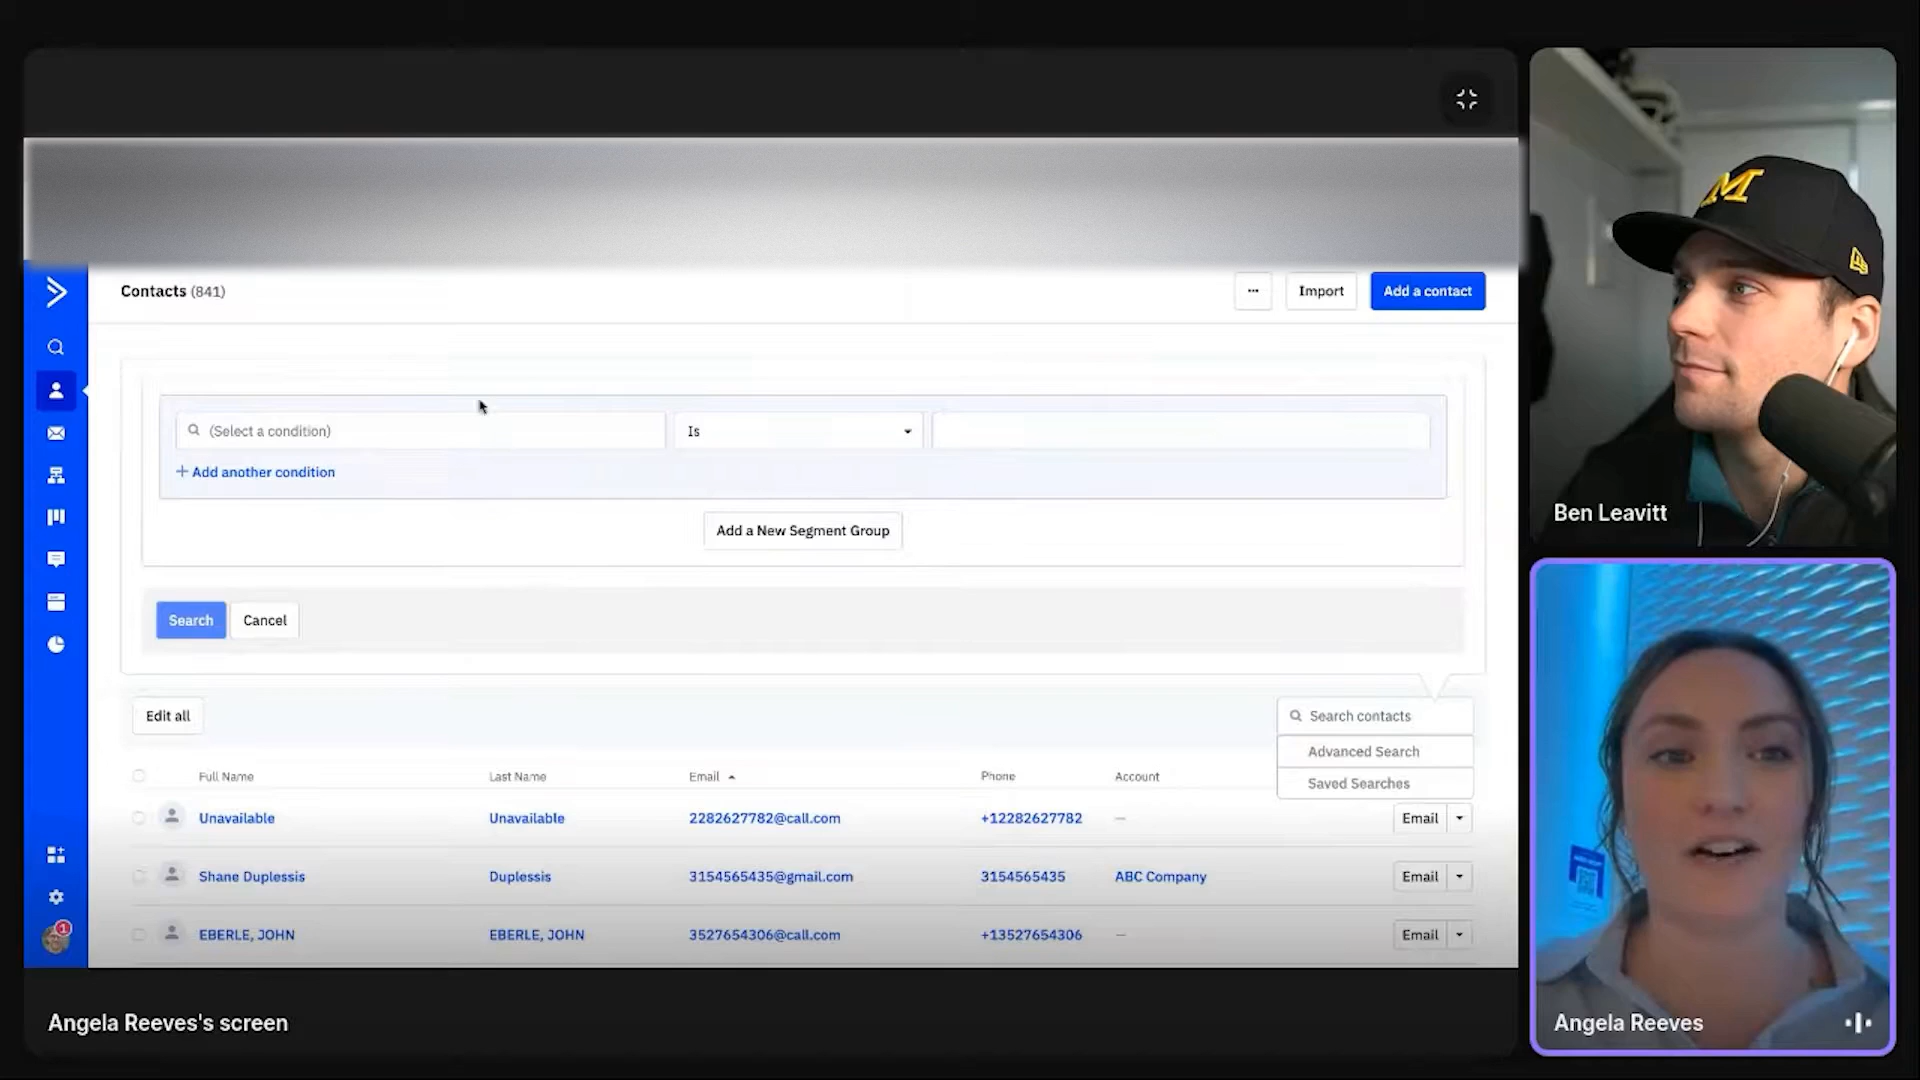 Contacts (841)
...
Import
Add a contact
(Select a condition)
Is
+ Add another condition
Add a New Segment Group
Search
Cancel
Edit all
Search contacts
Advanced Search
Saved Searches
Full Name Last Name Email Phone Account
Unavailable Unavailable 2282627782@call.com +12282627782 — Email
Shane Duplessis Duplessis 3154565435@gmail.com 3154565435 ABC Company Email
EBERLE, JOHN EBERLE, JOHN 3527654306@call.com +13527654306 — Email
1
Angela Reeves's screen
M
Ben Leavitt
Angela Reeves